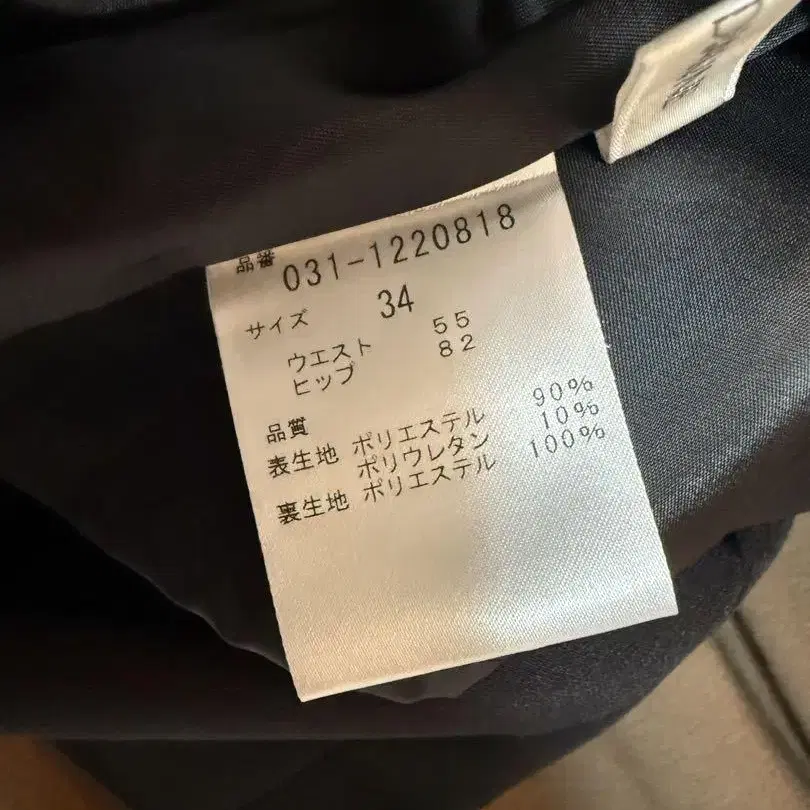 品番 031-1220818
サイズ 34
ウエスト 55
ヒップ 82
品質
表生地 ポリエステル 90%
ポリウレタン 10%
裏生地 ポリエステル 100%